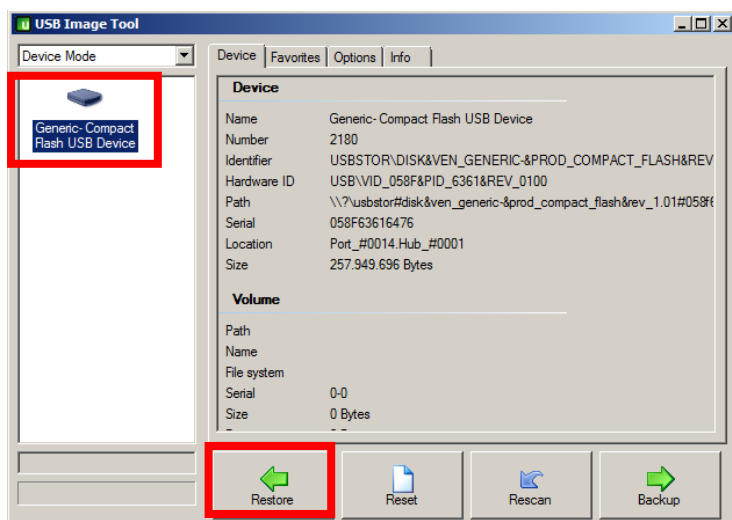 USB Image Tool
Device Mode
Generic- Compact
Flash USB Device
Device Favorites Options Info
Device
Name Generic- Compact Flash USB Device
Number 2180
Identifier USBSTOR\DISK&VEN_GENERIC-&PROD_COMPACT_FLASH&REV
Hardware ID USB\VID_058F&PID_6361&REV_0100
Path \\?\usbstor#disk&ven_generic-&prod_compact_flash&rev_1.01#058f6
Serial 058F63616476
Location Port_#0014.Hub_#0001
Size 257.949.696 Bytes
Volume
Path
Name
File system
Serial 0-0
Size 0 Bytes
Restore Reset Rescan Backup